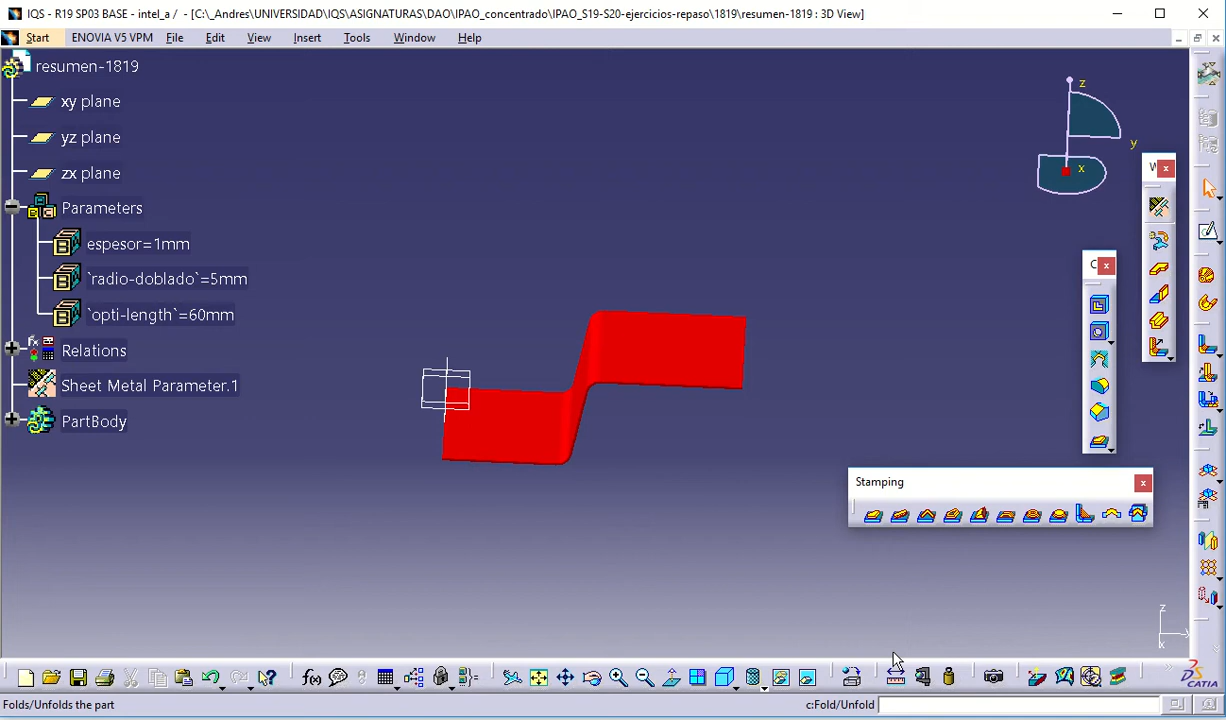 IQS - R19 SP03 BASE - intel_a / - [C:\_Andres\UNIVERSIDAD\IQS\ASIGNATURAS\DAO\IPAO_concentrado\IPAO_S19-S20-ejercicios-repaso\1819\resumen-1819 : 3D View]
Start ENOVIA V5 VPM File Edit View Insert Tools Window Help
resumen-1819
xy plane
yz plane
zx plane
Parameters
espesor=1mm
`radio-doblado`=5mm
`opti-length`=60mm
Relations
Sheet Metal Parameter.1
PartBody
z
y
x
W
C
Stamping
z
x
f(x)
CATIA
Folds/Unfolds the part
c:Fold/Unfold